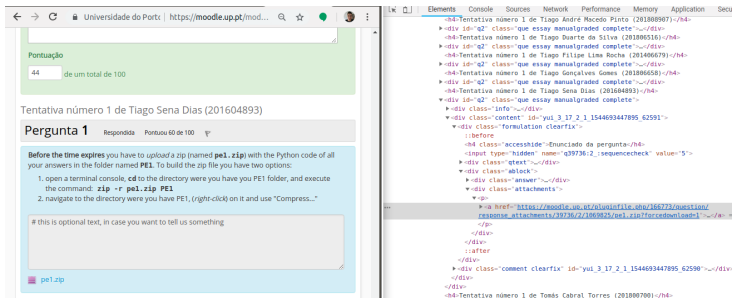 Universidade do Porto | https://moodle.up.pt/mod...
Pontuação
44 de um total de 100
Tentativa número 1 de Tiago Sena Dias (201604893)
Pergunta 1 Respondida Pontuou 60 de 100
Before the time expires you have to upload a zip (named pe1.zip) with the Python code of all
your answers in the folder named PE1. To build the zip file you have two options:
1. open a terminal console, cd to the directory were you have you PE1 folder, and execute
the command: zip -r pe1.zip PE1
2. navigate to the directory were you have PE1, (right-click) on it and use "Compress..."
# this is optional text, in case you want to tell us something
pe1.zip
Elements Console Sources Network Performance Memory Application Secu
<h4>Tentativa número 1 de Tiago André Macedo Pinto (201808907)</h4>
<div id="q2" class="que essay manualgraded complete">…</div>
<h4>Tentativa número 1 de Tiago Duarte da Silva (201806516)</h4>
<div id="q2" class="que essay manualgraded complete">…</div>
<h4>Tentativa número 1 de Tiago Filipe Lima Rocha (201406679)</h4>
<div id="q2" class="que essay manualgraded complete">…</div>
<h4>Tentativa número 1 de Tiago Gonçalves Gomes (201806658)</h4>
<div id="q2" class="que essay manualgraded complete">…</div>
<h4>Tentativa número 1 de Tiago Sena Dias (201604893)</h4>
<div id="q2" class="que essay manualgraded complete">
<div class="info">…</div>
<div class="content" id="yui_3_17_2_1_1544693447895_62591">
<div class="formulation clearfix">
::before
<h4 class="accesshide">Enunciado da pergunta</h4>
<input type="hidden" name="q39736:2_:sequencecheck" value="5">
<div class="qtext">…</div>
<div class="ablock">
<div class="answer">…</div>
<div class="attachments">
<p>
<a href="https://moodle.up.pt/pluginfile.php/166773/question/
response_attachments/39736/2/1069825/pe1.zip?forcedownload=1">…</a>
</p>
</div>
</div>
::after
</div>
<div class="comment clearfix" id="yui_3_17_2_1_1544693447895_62590">…</div>
</div>
</div>
<h4>Tentativa número 1 de Tomás Cabral Torres (201800700)</h4>